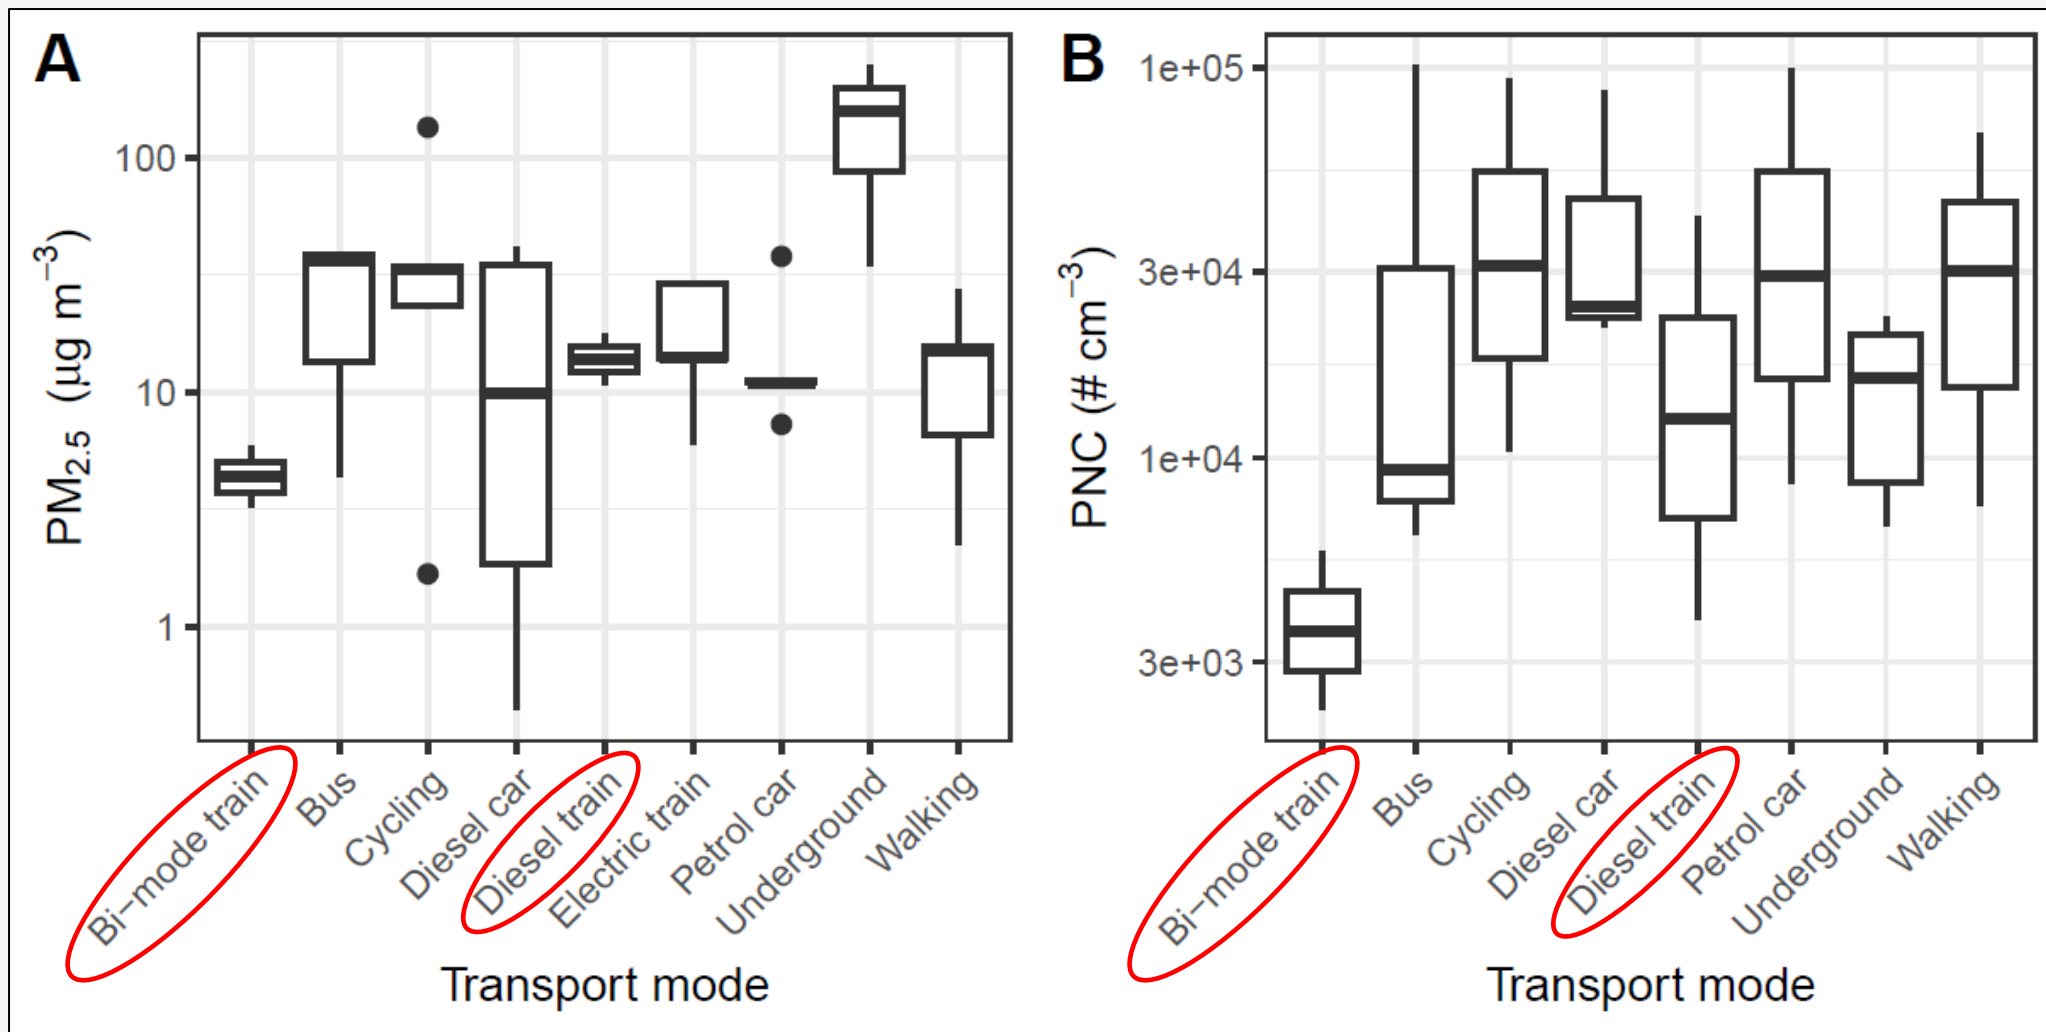 A
PM2.5 (µg m−3)
100
10
1
Bi−mode train
Bus
Cycling
Diesel car
Diesel train
Electric train
Petrol car
Underground
Walking
Transport mode
B
PNC (# cm−3)
1e+05
3e+04
1e+04
3e+03
Bi−mode train
Bus
Cycling
Diesel car
Diesel train
Petrol car
Underground
Walking
Transport mode